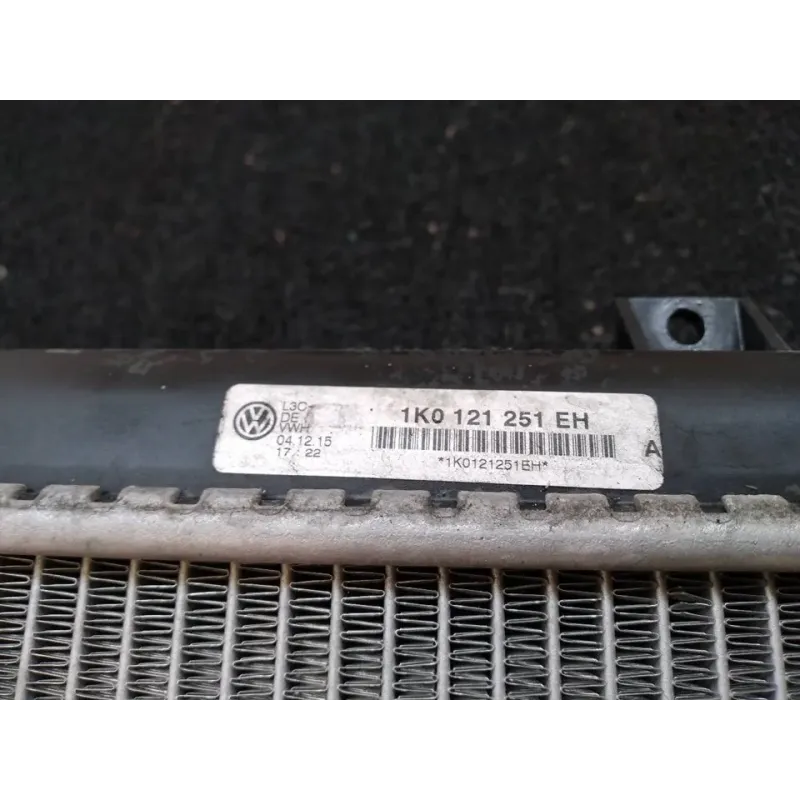 L3C
DE
VWH
04.12.15
17 : 22
1K0 121 251 EH
*1K0121251EH*
A